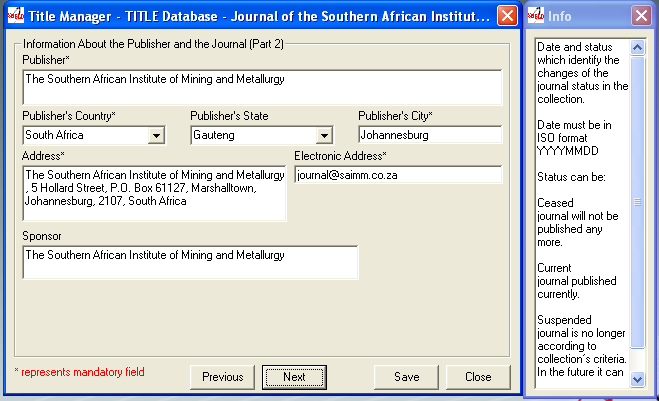 Title Manager - TITLE Database - Journal of the Southern African Institut...
Information About the Publisher and the Journal (Part 2)
Publisher*
The Southern African Institute of Mining and Metallurgy
Publisher's Country* Publisher's State Publisher's City*
South Africa Gauteng Johannesburg
Address* Electronic Address*
The Southern African Institute of Mining and Metallurgy journal@saimm.co.za
, 5 Hollard Street, P.O. Box 61127, Marshalltown,
Johannesburg, 2107, South Africa
Sponsor
The Southern African Institute of Mining and Metallurgy
* represents mandatory field
Previous Next Save Close
Info
Date and status
which identify the
changes of the
journal status in the
collection.
Date must be in
ISO format
YYYYMMDD
Status can be:
Ceased
journal will not be
published any
more.
Current
journal published
currently.
Suspended
journal is no longer
according to
collection´s criteria.
In the future it can